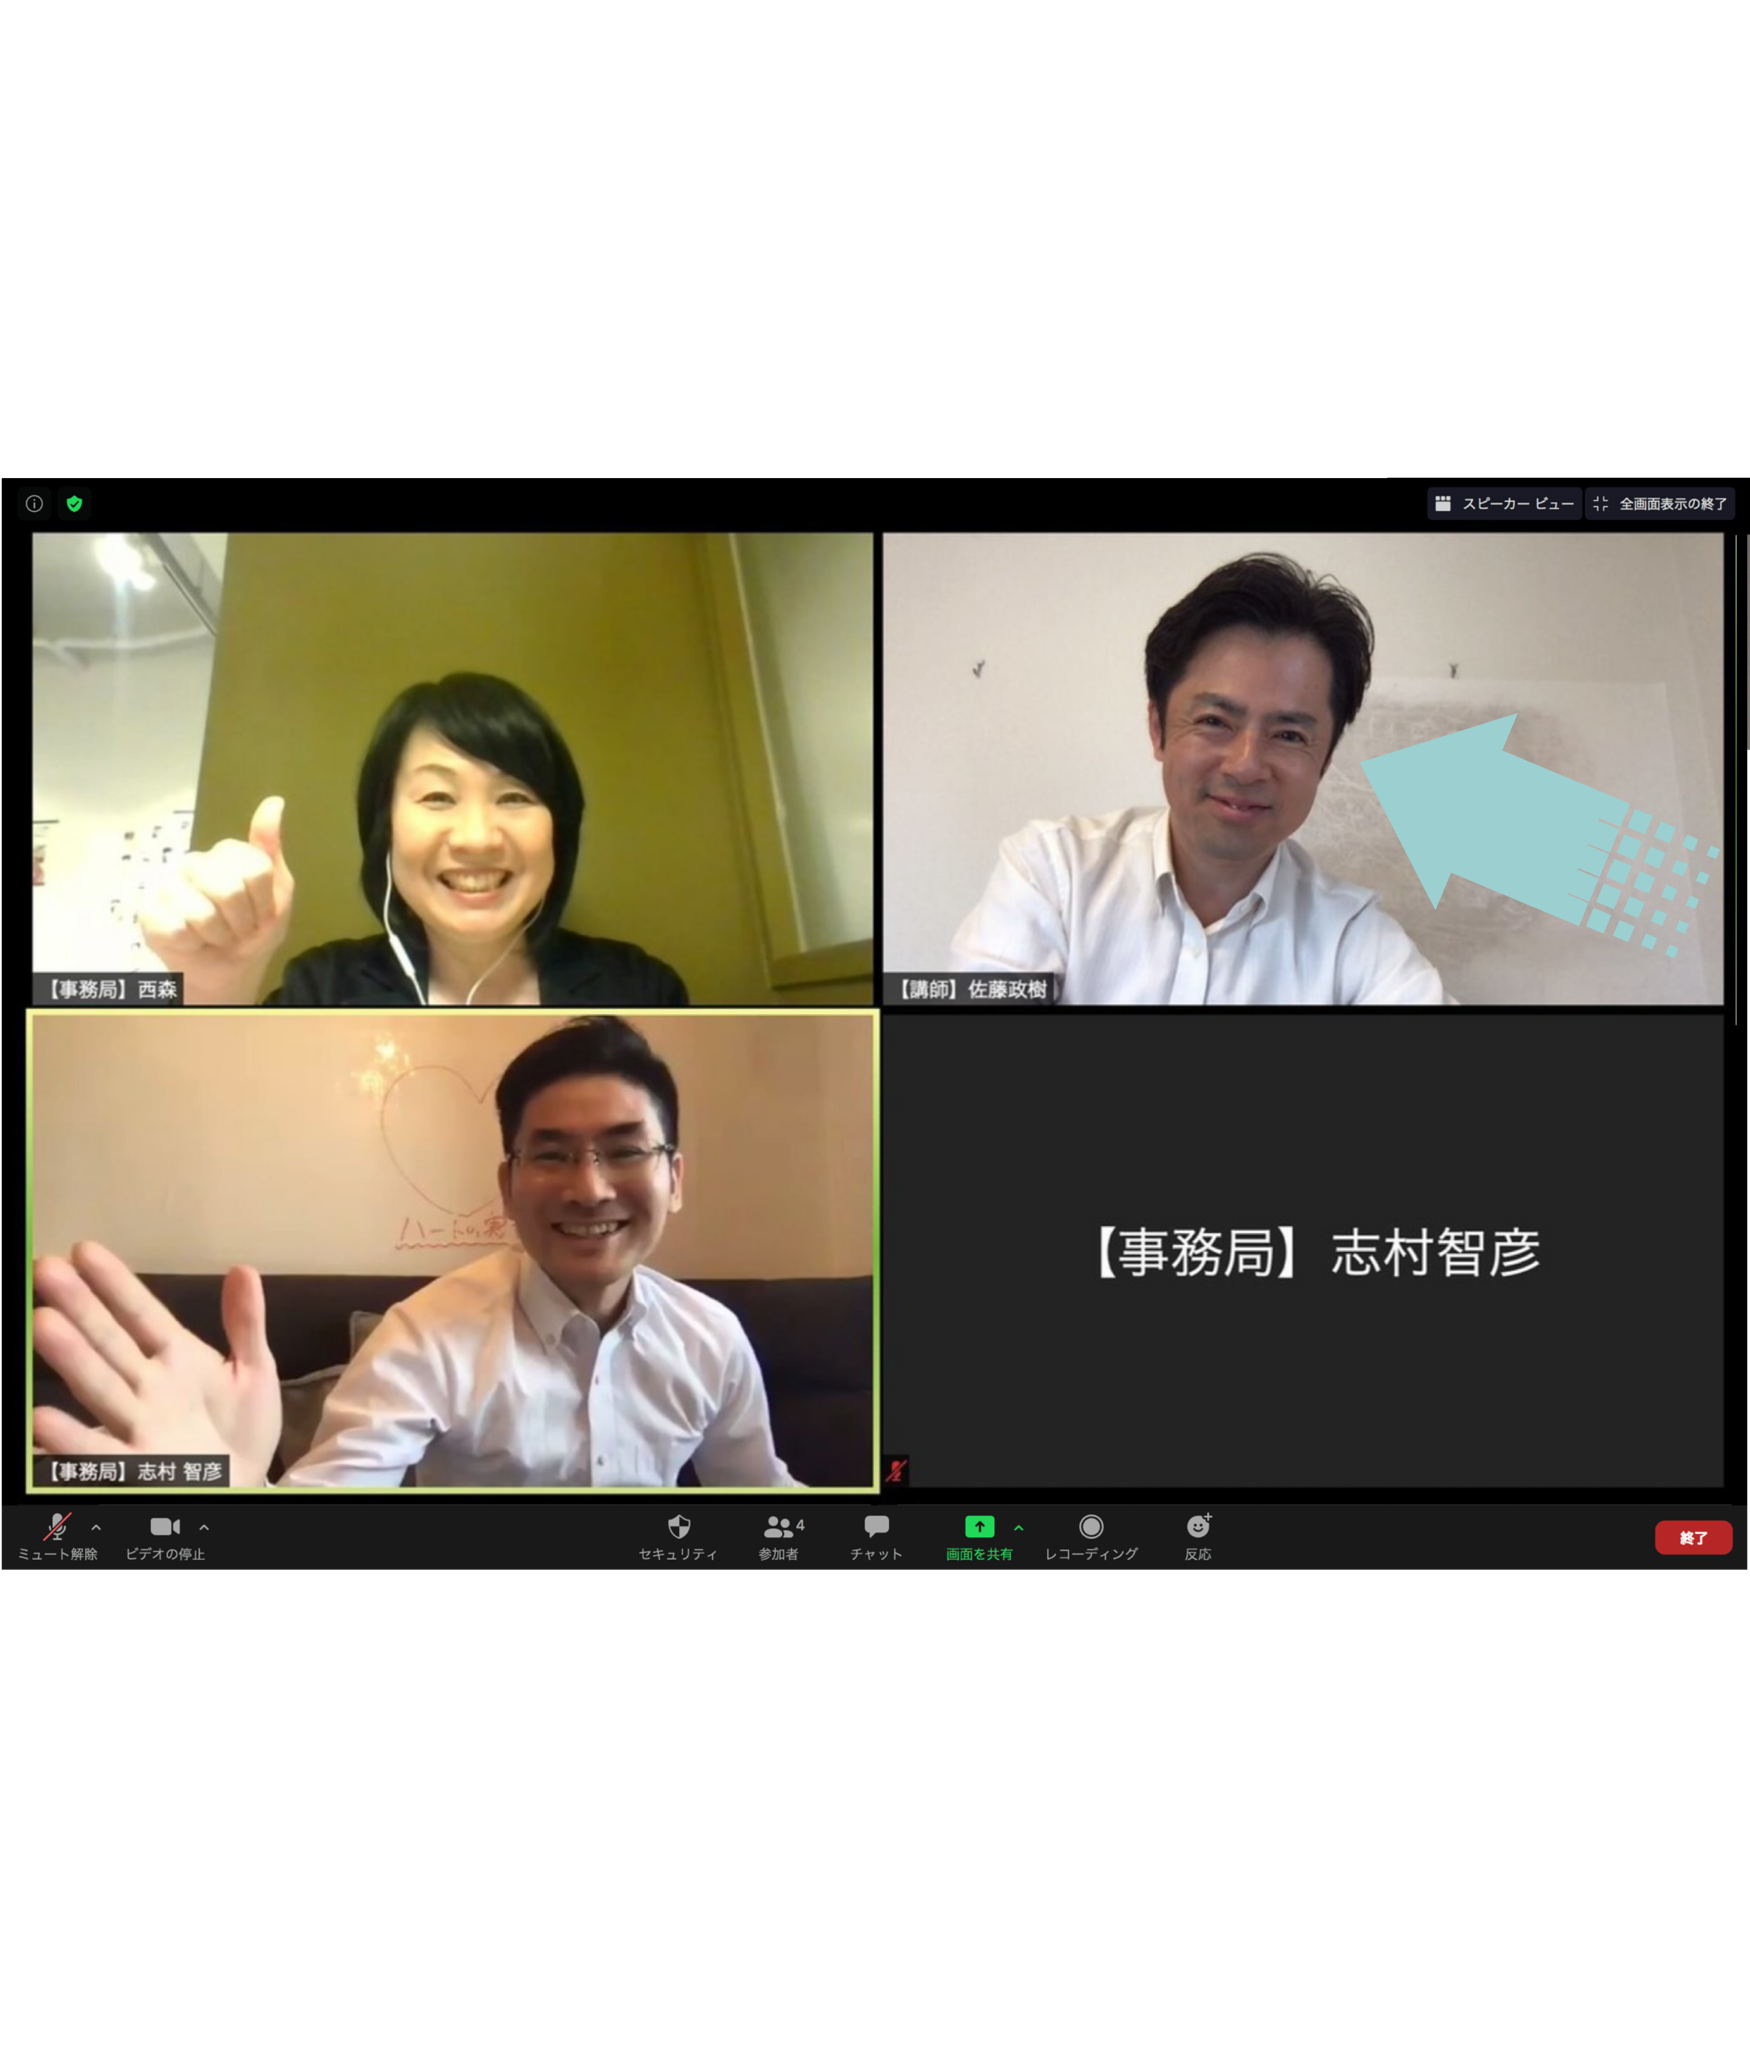 スピーカー ビュー
全画面表示の終了
【事務局】西森
【講師】佐藤政樹
ハートの、実
【事務局】志村 智彦
【事務局】志村智彦
4
ミュート解除
ビデオの停止
セキュリティ
参加者
チャット
画面を共有
レコーディング
反応
終了